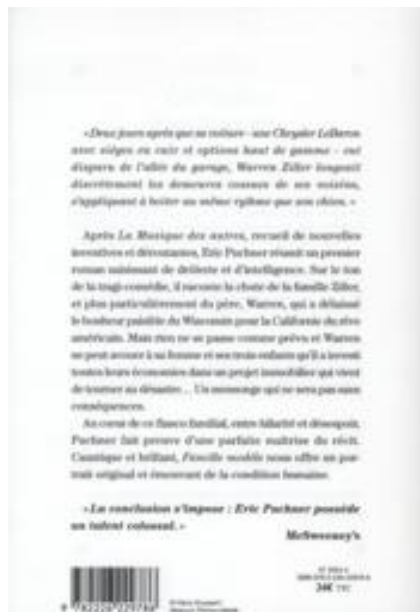 « Deux jours après que sa voiture - une Chrysler LeBaron
avec sièges en cuir et options haut de gamme - eut
disparu de l'allée du garage, Warren Ziller longeait
discrètement les demeures cossues de ses voisins,
s'appliquant à boiter au même rythme que son chien. »
Après La Musique des autres, recueil de nouvelles
inventives et déroutantes, Eric Puchner réunit un premier
roman saisissant de drôlerie et d'intelligence. Sur le ton
de la tragi-comédie, il raconte la chute de la famille Ziller,
et plus particulièrement du père, Warren, qui a délaissé
le bonheur paisible du Wisconsin pour la Californie du rêve
américain. Mais rien ne se passe comme prévu et Warren
ne peut avouer à sa femme et ses trois enfants qu'il a investi
toutes leurs économies dans un projet immobilier qui vient
de tourner au désastre... Un mensonge qui ne sera pas sans
conséquences.
Au cœur de ce fiasco familial, entre hilarité et désespoir,
Puchner fait preuve d'une parfaite maîtrise du récit.
Caustique et brillant, Famille modèle nous offre un por-
trait original et émouvant de la condition humaine.
« La conclusion s'impose : Eric Puchner possède
un talent colossal. »
McSweeney's
24€ TTC